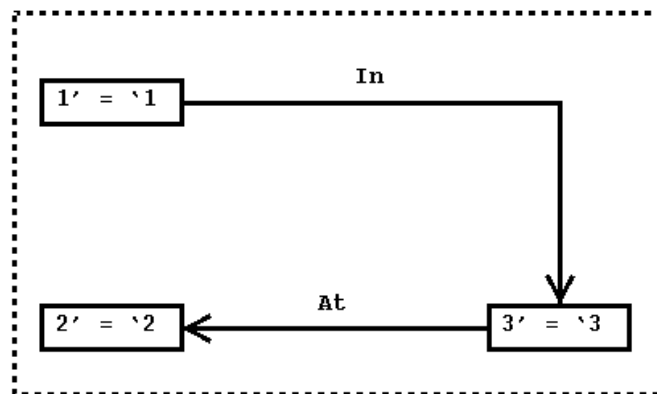 In
1′ = ‵1
At
2′ = ‵2
3′ = ‵3